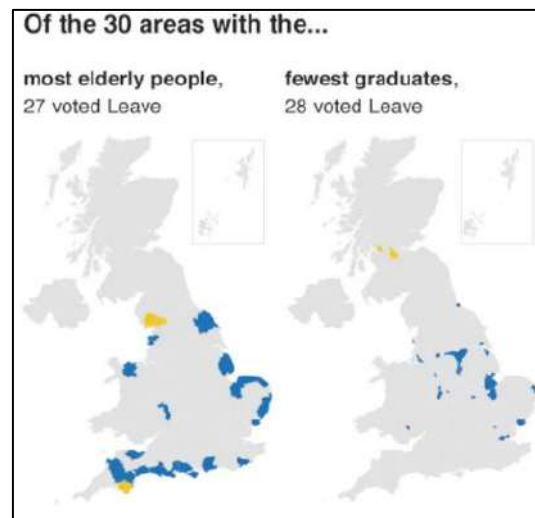 Of the 30 areas with the...
most elderly people,
27 voted Leave
fewest graduates,
28 voted Leave